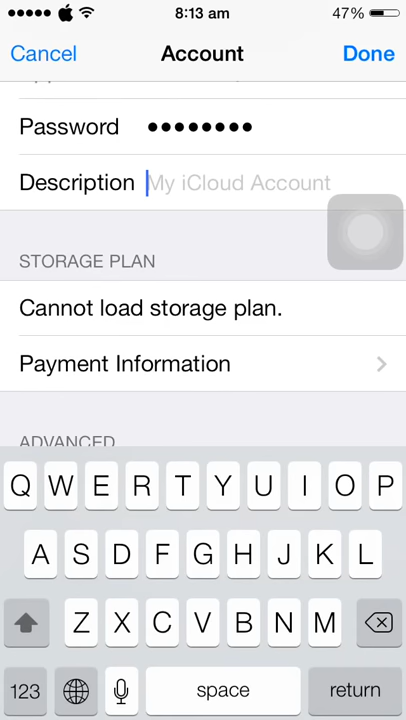 8:13 am 47%
Cancel Account Done
Password ••••••••
Description My iCloud Account
STORAGE PLAN
Cannot load storage plan.
Payment Information
ADVANCED
Q W E R T Y U I O P
A S D F G H J K L
Z X C V B N M
123 space return